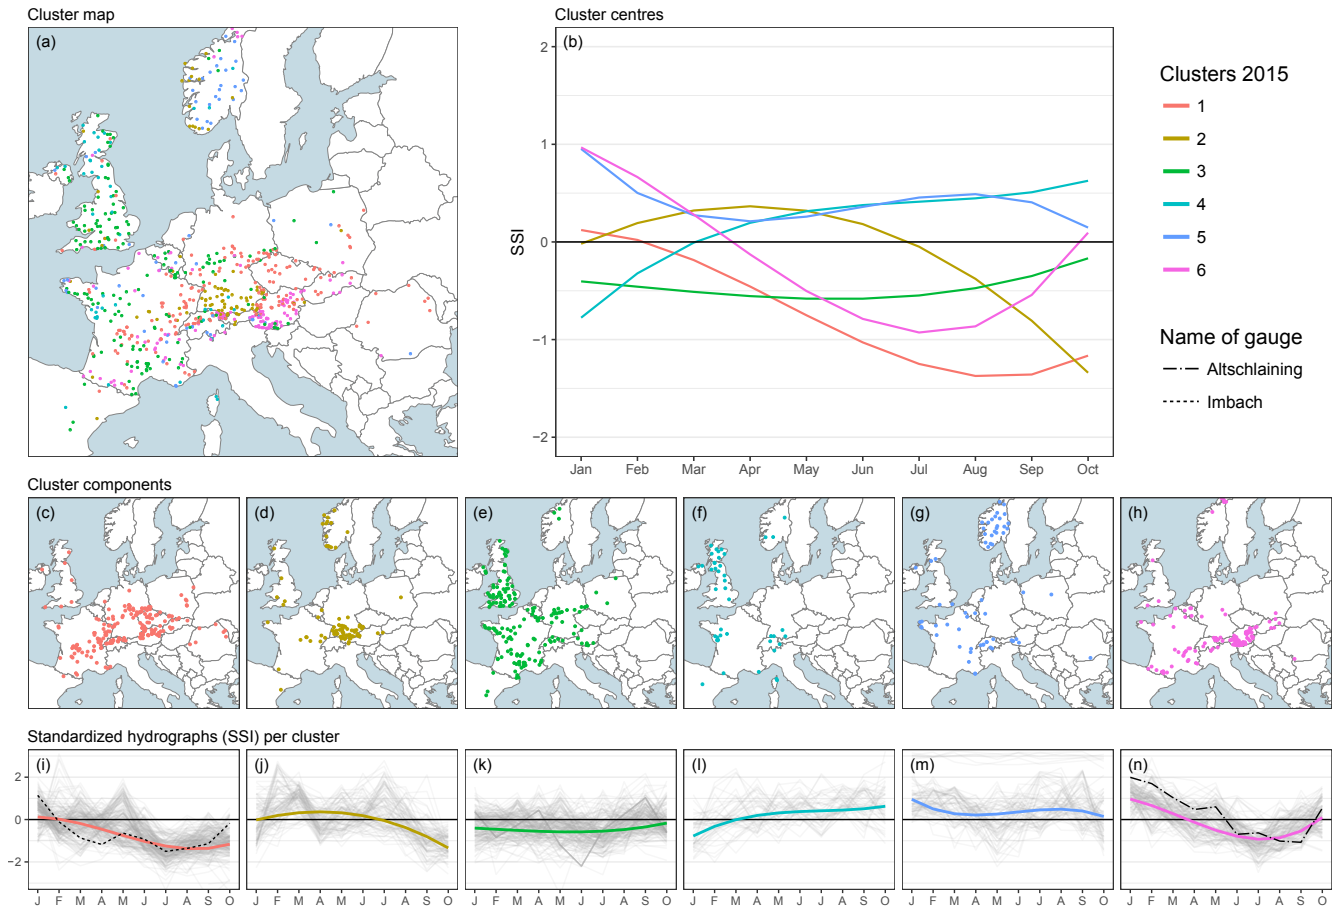 Cluster map
Cluster centres
(a)
(b)
2
1
0
−1
−2
SSI
Jan Feb Mar Apr May Jun Jul Aug Sep Oct
Clusters 2015
1
2
3
4
5
6
Name of gauge
Altschlaining
Imbach
Cluster components
(c) (d) (e) (f) (g) (h)
Standardized hydrographs (SSI) per cluster
(i) (j) (k) (l) (m) (n)
2
0
−2
J F M A M J J A S O J F M A M J J A S O J F M A M J J A S O J F M A M J J A S O J F M A M J J A S O J F M A M J J A S O